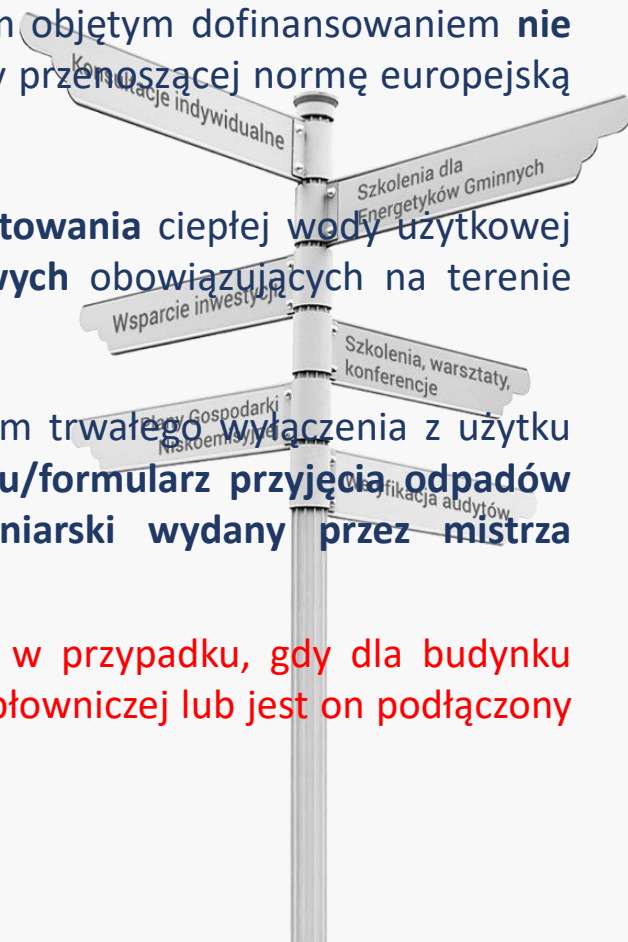 m objętym dofinansowaniem nie
y przenoszącej normę europejską
Konsultacje indywidualne
Szkolenia dla
Energetyków Gminnych
towania ciepłej wody użytkowej
wych obowiązujących na terenie
Wsparcie inwestycji
Szkolenia, warsztaty,
konferencje
Plany Gospodarki
Niskoemisyjnej
m trwałego wyłączenia z użytku
u/formularz przyjęcia odpadów
Weryfikacja audytów
niarski wydany przez mistrza
w przypadku, gdy dla budynku
płowniczej lub jest on podłączony